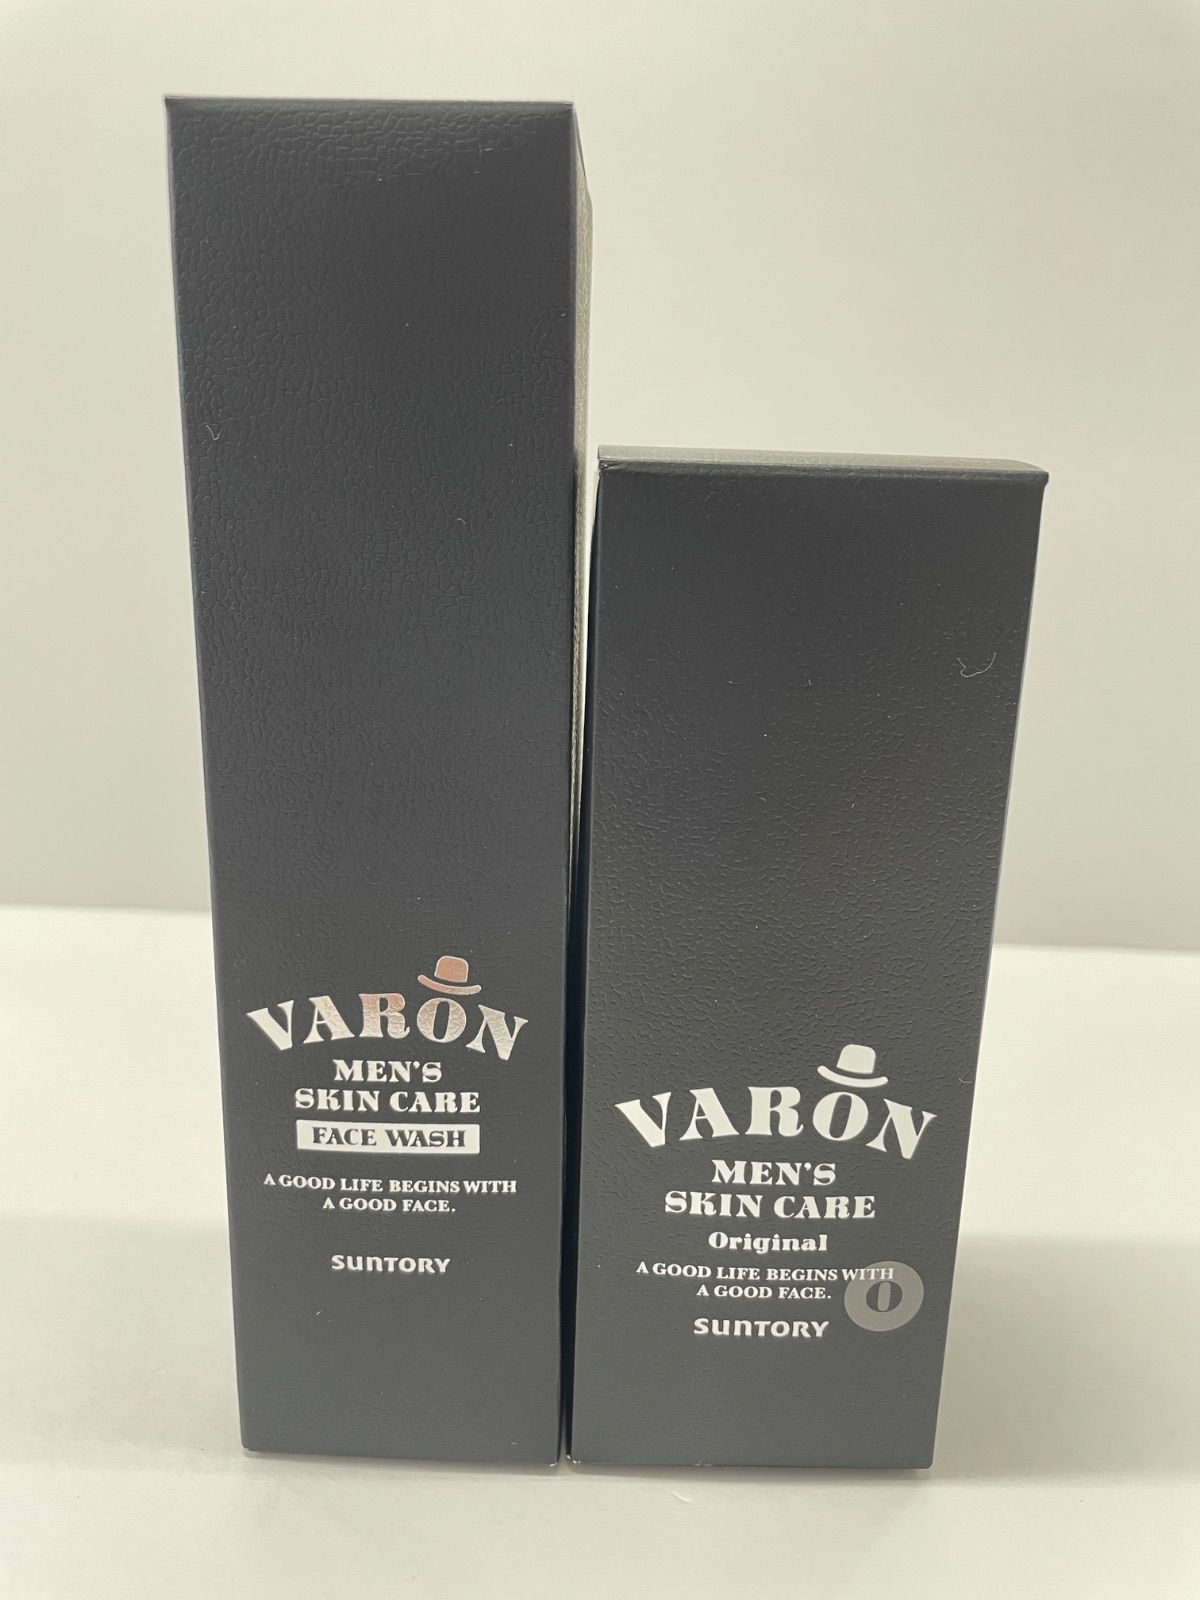 VARON
MEN'S
SKIN CARE
FACE WASH
A GOOD LIFE BEGINS WITH
A GOOD FACE.
SUNTORY
VARON
MEN'S
SKIN CARE
Original
A GOOD LIFE BEGINS WITH
A GOOD FACE.
O
SUNTORY